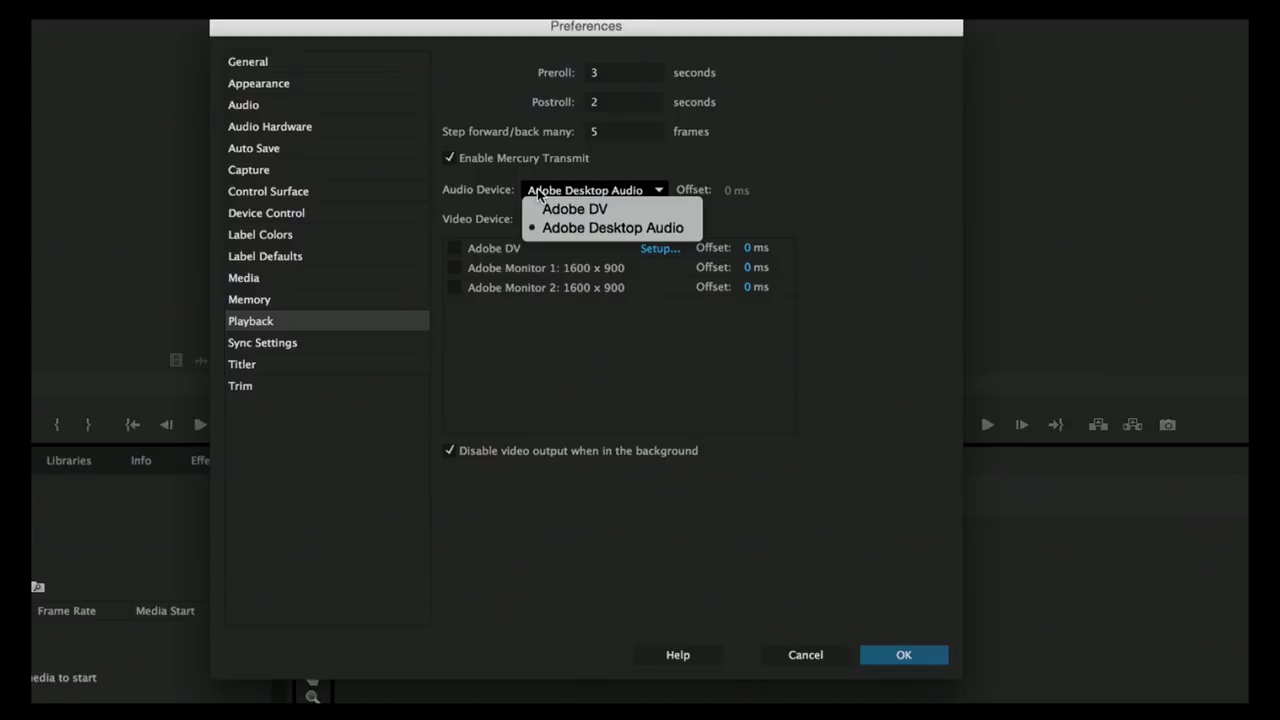 Preferences
General
Appearance
Audio
Audio Hardware
Auto Save
Capture
Control Surface
Device Control
Label Colors
Label Defaults
Media
Memory
Playback
Sync Settings
Titler
Trim
Preroll: 3 seconds
Postroll: 2 seconds
Step forward/back many: 5 frames
Enable Mercury Transmit
Audio Device: Adobe Desktop Audio Offset: 0 ms
Adobe DV
Adobe Desktop Audio
Video Device:
Adobe DV Setup... Offset: 0 ms
Adobe Monitor 1: 1600 x 900 Offset: 0 ms
Adobe Monitor 2: 1600 x 900 Offset: 0 ms
Disable video output when in the background
Help Cancel OK
Libraries Info Effe
Frame Rate Media Start
edia to start